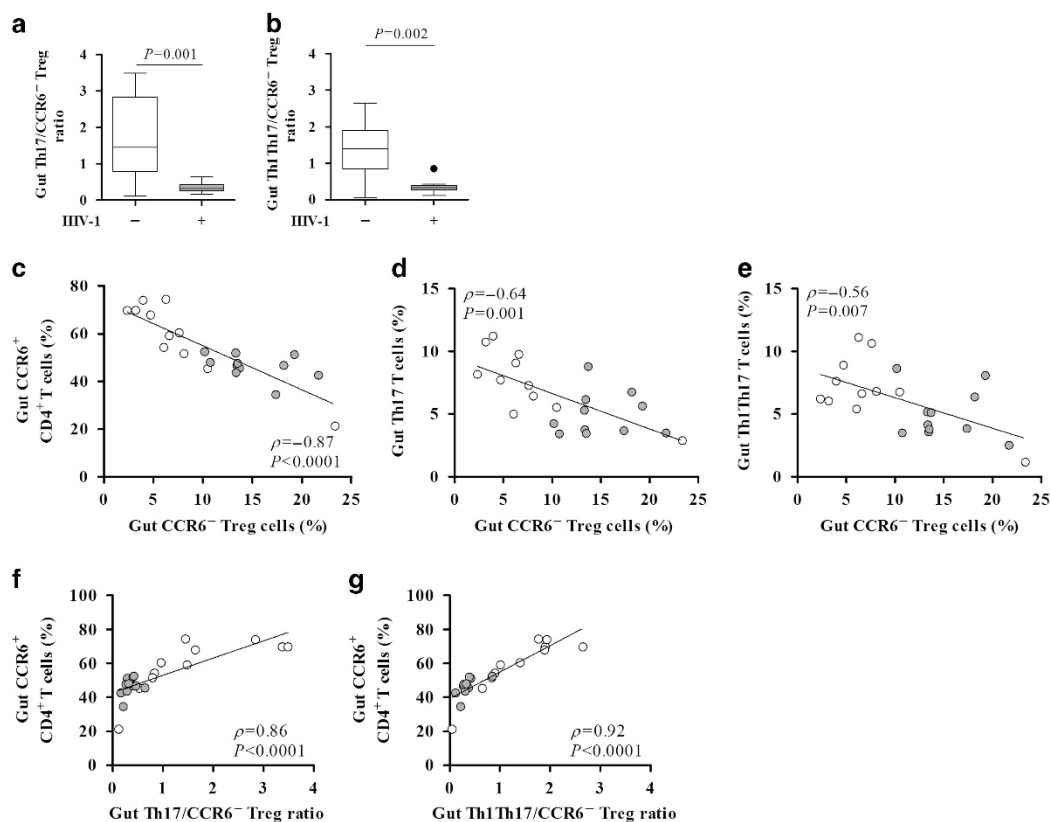 a
P=0.001
Gut Th17/CCR6⁻ Treg
ratio
4
3
2
1
0
IIIV-1
−
+
b
P=0.002
Gut Th1Th17/CCR6⁻ Treg
ratio
4
3
2
1
0
−
+
c
Gut CCR6⁺
CD4⁺ T cells (%)
80
60
40
20
0
ρ=−0.87
P<0.0001
0 5 10 15 20 25
Gut CCR6⁻ Treg cells (%)
d
Gut Th17 T cells (%)
15
10
5
0
ρ=−0.64
P=0.001
0 5 10 15 20 25
Gut CCR6⁻ Treg cells (%)
e
Gut Th1Th17 T cells (%)
15
10
5
0
ρ=−0.56
P=0.007
0 5 10 15 20 25
Gut CCR6⁻ Treg cells (%)
f
Gut CCR6⁺
CD4⁺ T cells (%)
100
80
60
40
20
0
ρ=0.86
P<0.0001
0 1 2 3 4
Gut Th17/CCR6⁻ Treg ratio
g
Gut CCR6⁺
CD4⁺ T cells (%)
100
80
60
40
20
0
ρ=0.92
P<0.0001
0 1 2 3 4
Gut Th1Th17/CCR6⁻ Treg ratio